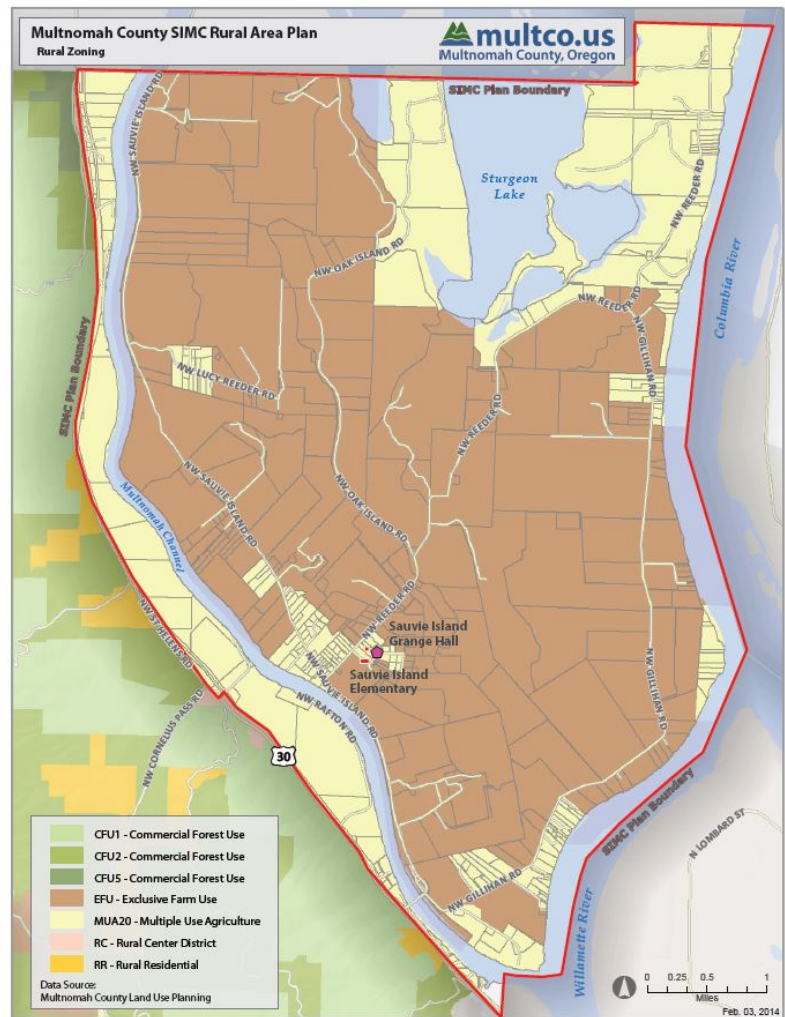 Multnomah County SIMC Rural Area Plan
Rural Zoning
multco.us
Multnomah County, Oregon
SIMC Plan Boundary
NW SAUVIE ISLAND RD
Sturgeon
Lake
NW REEDER RD
NW OAK ISLAND RD
Columbia River
NW REEDER RD
NW GILLIHAN RD
SIMC Plan Boundary
NW LUCY REEDER RD
NW REEDER RD
NW SAUVIE ISLAND RD
NW OAK ISLAND RD
Multnomah Channel
NW REEDER RD
Sauvie Island
Grange Hall
Sauvie Island
Elementary
NW ST HELENS RD
NW SAUVIE ISLAND RD
NW RAFTON RD
NW GILLIHAN RD
NW CORNELIUS PASS RD
30
SIMC Plan Boundary
N LOMBARD ST
NW GILLIHAN RD
Willamette River
CFU1 - Commercial Forest Use
CFU2 - Commercial Forest Use
CFU5 - Commercial Forest Use
EFU - Exclusive Farm Use
MUA20 - Multiple Use Agriculture
RC - Rural Center District
RR - Rural Residential
Data Source:
Multnomah County Land Use Planning
0 0.25 0.5 1
Miles
Feb. 03, 2014